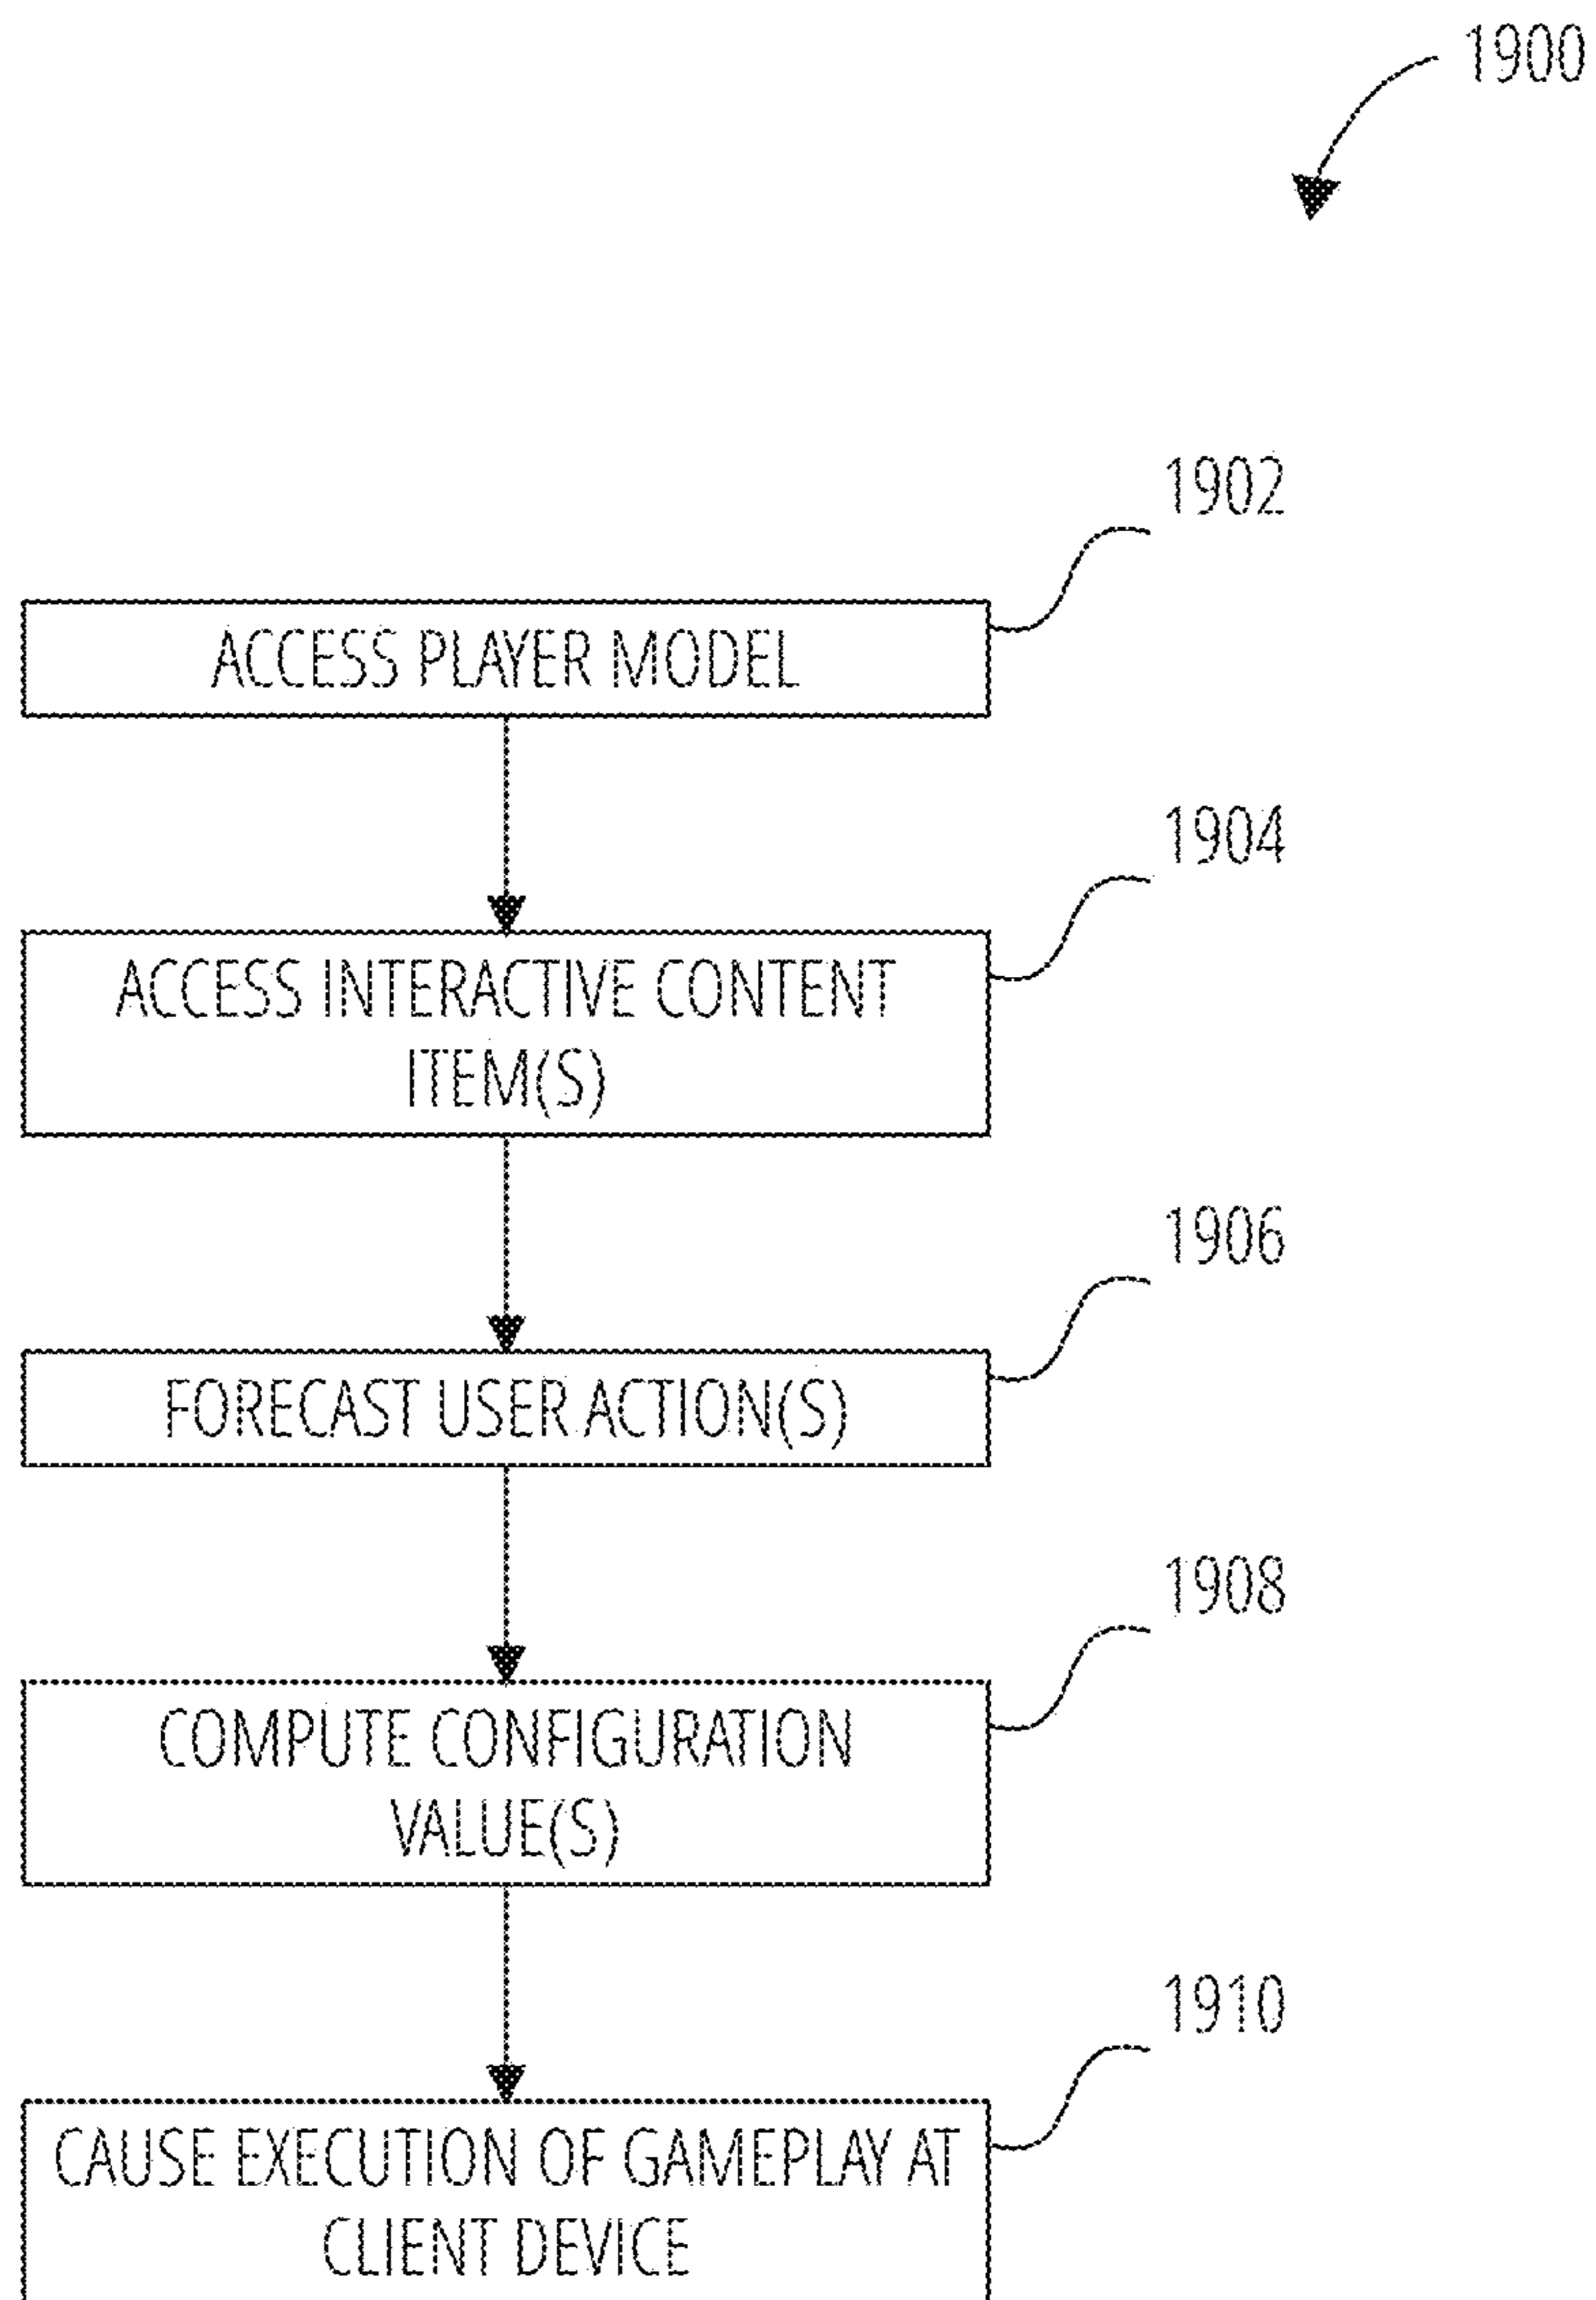 1900
1902
ACCESS PLAYER MODEL
1904
ACCESS INTERACTIVE CONTENT
ITEM(S)
1906
FORECAST USER ACTION(S)
1908
COMPUTE CONFIGURATION
VALUE(S)
1910
CAUSE EXECUTION OF GAMEPLAY AT
CLIENT DEVICE